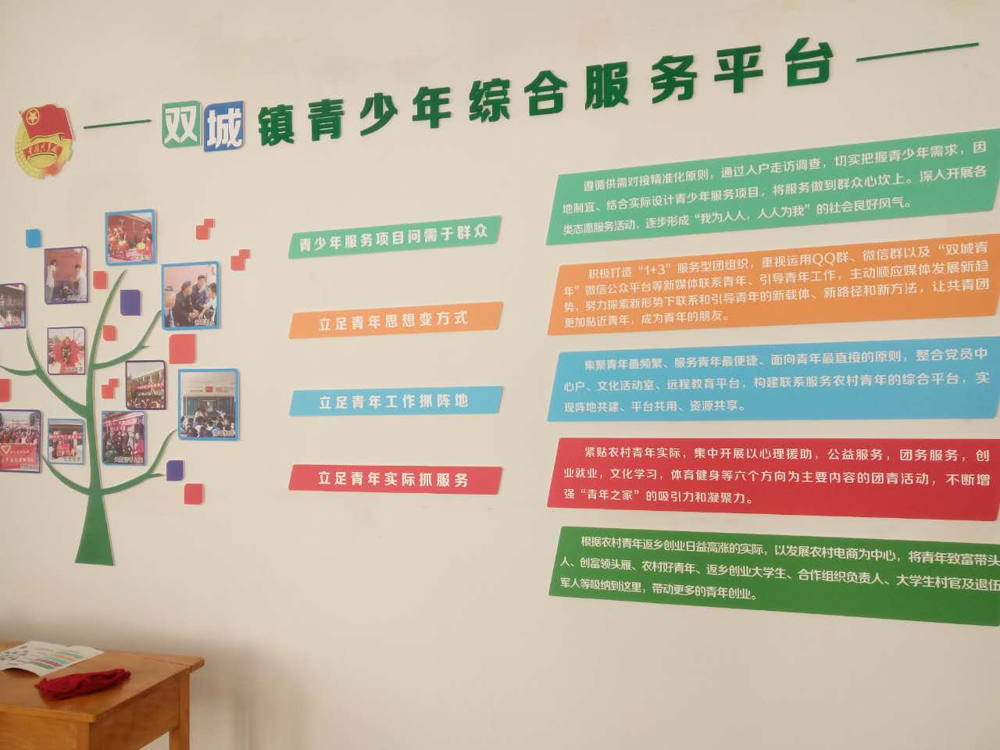 双城镇青少年综合服务平台
青少年服务项目问需于群众
立足青年思想变方式
立足青年工作抓阵地
立足青年实际抓服务
遵循供需对接精准化原则，通过入户走访调查，切实把握青少年需求，因
地制宜、结合实际设计青少年服务项目，将服务做到群众心坎上。深入开展各
类志愿服务活动，逐步形成“我为人人，人人为我”的社会良好风气。
积极打造“1+3”服务型团组织，重视运用QQ群、微信群以及“双城青
年”微信公众平台等新媒体联系青年、引导青年工作，主动顺应媒体发展新趋
势，努力探索新形势下联系和引导青年的新载体、新路径和新方法，让共青团
更加贴近青年，成为青年的朋友。
集聚青年最频繁、服务青年最便捷、面向青年最直接的原则，整合党员中
心户、文化活动室、远程教育平台，构建联系服务农村青年的综合平台，实
现阵地共建、平台共用、资源共享。
紧贴农村青年实际，集中开展以心理援助，公益服务，团务服务，创
业就业，文化学习，体育健身等六个方向为主要内容的团青活动，不断增
强“青年之家”的吸引力和凝聚力。
根据农村青年返乡创业日益高涨的实际，以发展农村电商为中心，将青年致富带头
人、创富领头雁、农村好青年、返乡创业大学生、合作组织负责人、大学生村官及退伍
军人等吸纳到这里，带动更多的青年创业。